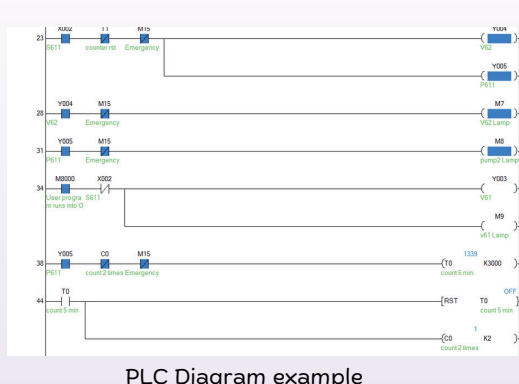 X002 T1 M15 Y004
23
S611 counter rst Emergency V62
Y005
P611
Y004 M15 M7
28
V62 Emergency V62 Lamp
Y005 M15 M8
31
P611 Emergency pump2 Lamp
M8000 X002 Y003
34
User progra S611 V61
m runs into O
M9
v61 Lamp
Y005 C0 M15 1339
38 T0 K3000
P611 count 2 times Emergency count 5 min
T0 OFF
44 RST T0
count 5 min count 5 min
1
C0 K2
count 2 times
PLC Diagram example